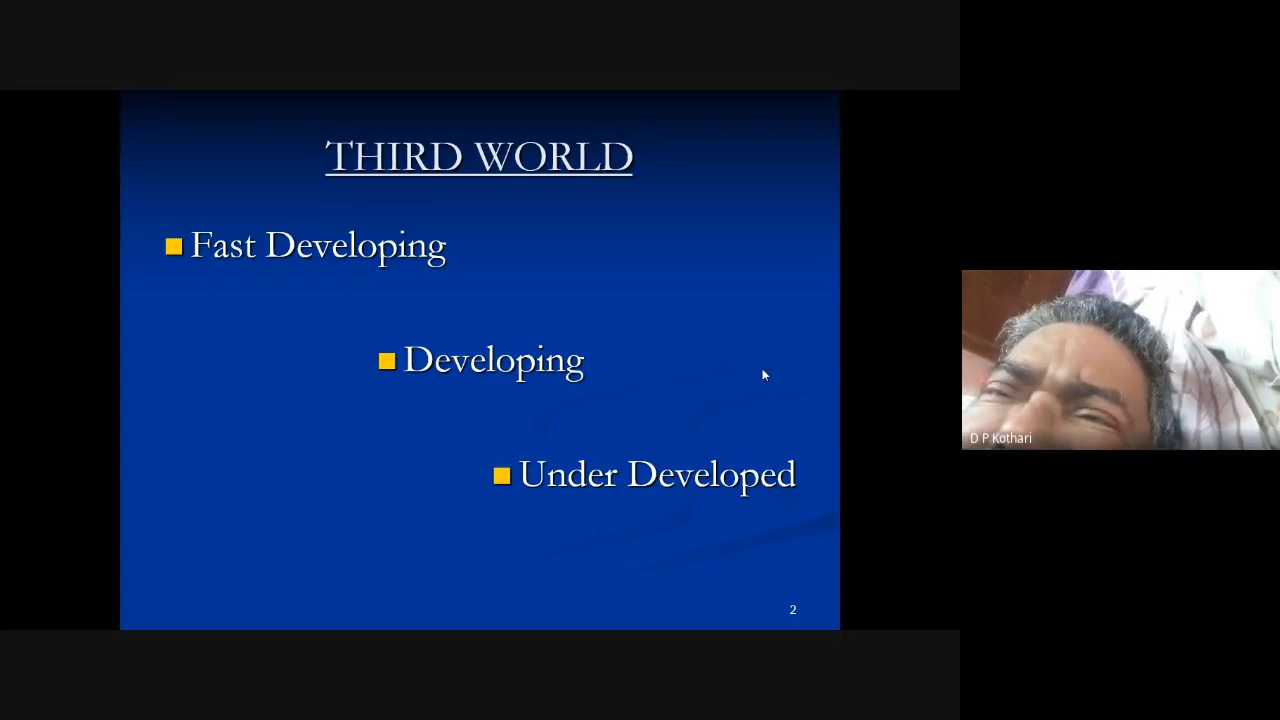 THIRD WORLD
Fast Developing
Developing
Under Developed
2
D P Kothari